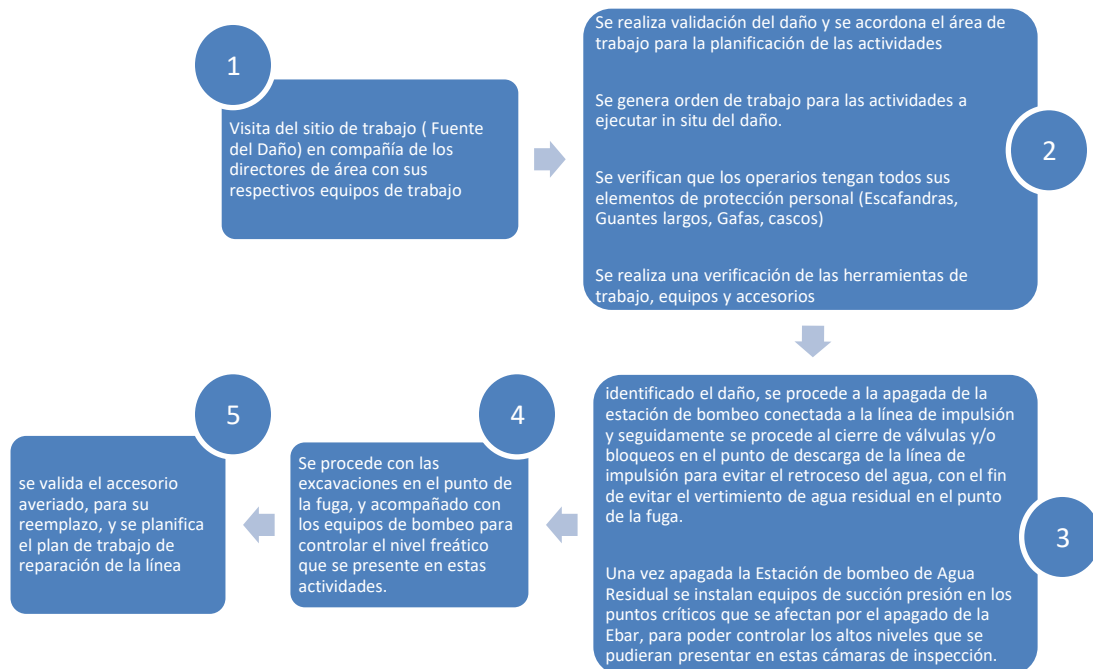 1
Visita del sitio de trabajo ( Fuente
del Daño) en compañía de los
directores de área con sus
respectivos equipos de trabajo
2
Se realiza validación del daño y se acordona el área de
trabajo para la planificación de las actividades
Se genera orden de trabajo para las actividades a
ejecutar in situ del daño.
Se verifican que los operarios tengan todos sus
elementos de protección personal (Escafandras,
Guantes largos, Gafas, cascos)
Se realiza una verificación de las herramientas de
trabajo, equipos y accesorios
3
identificado el daño, se procede a la apagada de la
estación de bombeo conectada a la línea de impulsión
y seguidamente se procede al cierre de válvulas y/o
bloqueos en el punto de descarga de la línea de
impulsión para evitar el retroceso del agua, con el fin
de evitar el vertimiento de agua residual en el punto
de la fuga.
Una vez apagada la Estación de bombeo de Agua
Residual se instalan equipos de succión presión en los
puntos críticos que se afectan por el apagado de la
Ebar, para poder controlar los altos niveles que se
pudieran presentar en estas cámaras de inspección.
4
Se procede con las
excavaciones en el punto de
la fuga, y acompañado con
los equipos de bombeo para
controlar el nivel freático
que se presente en estas
actividades.
5
se valida el accesorio
averiado, para su
reemplazo, y se planifica
el plan de trabajo de
reparación de la línea